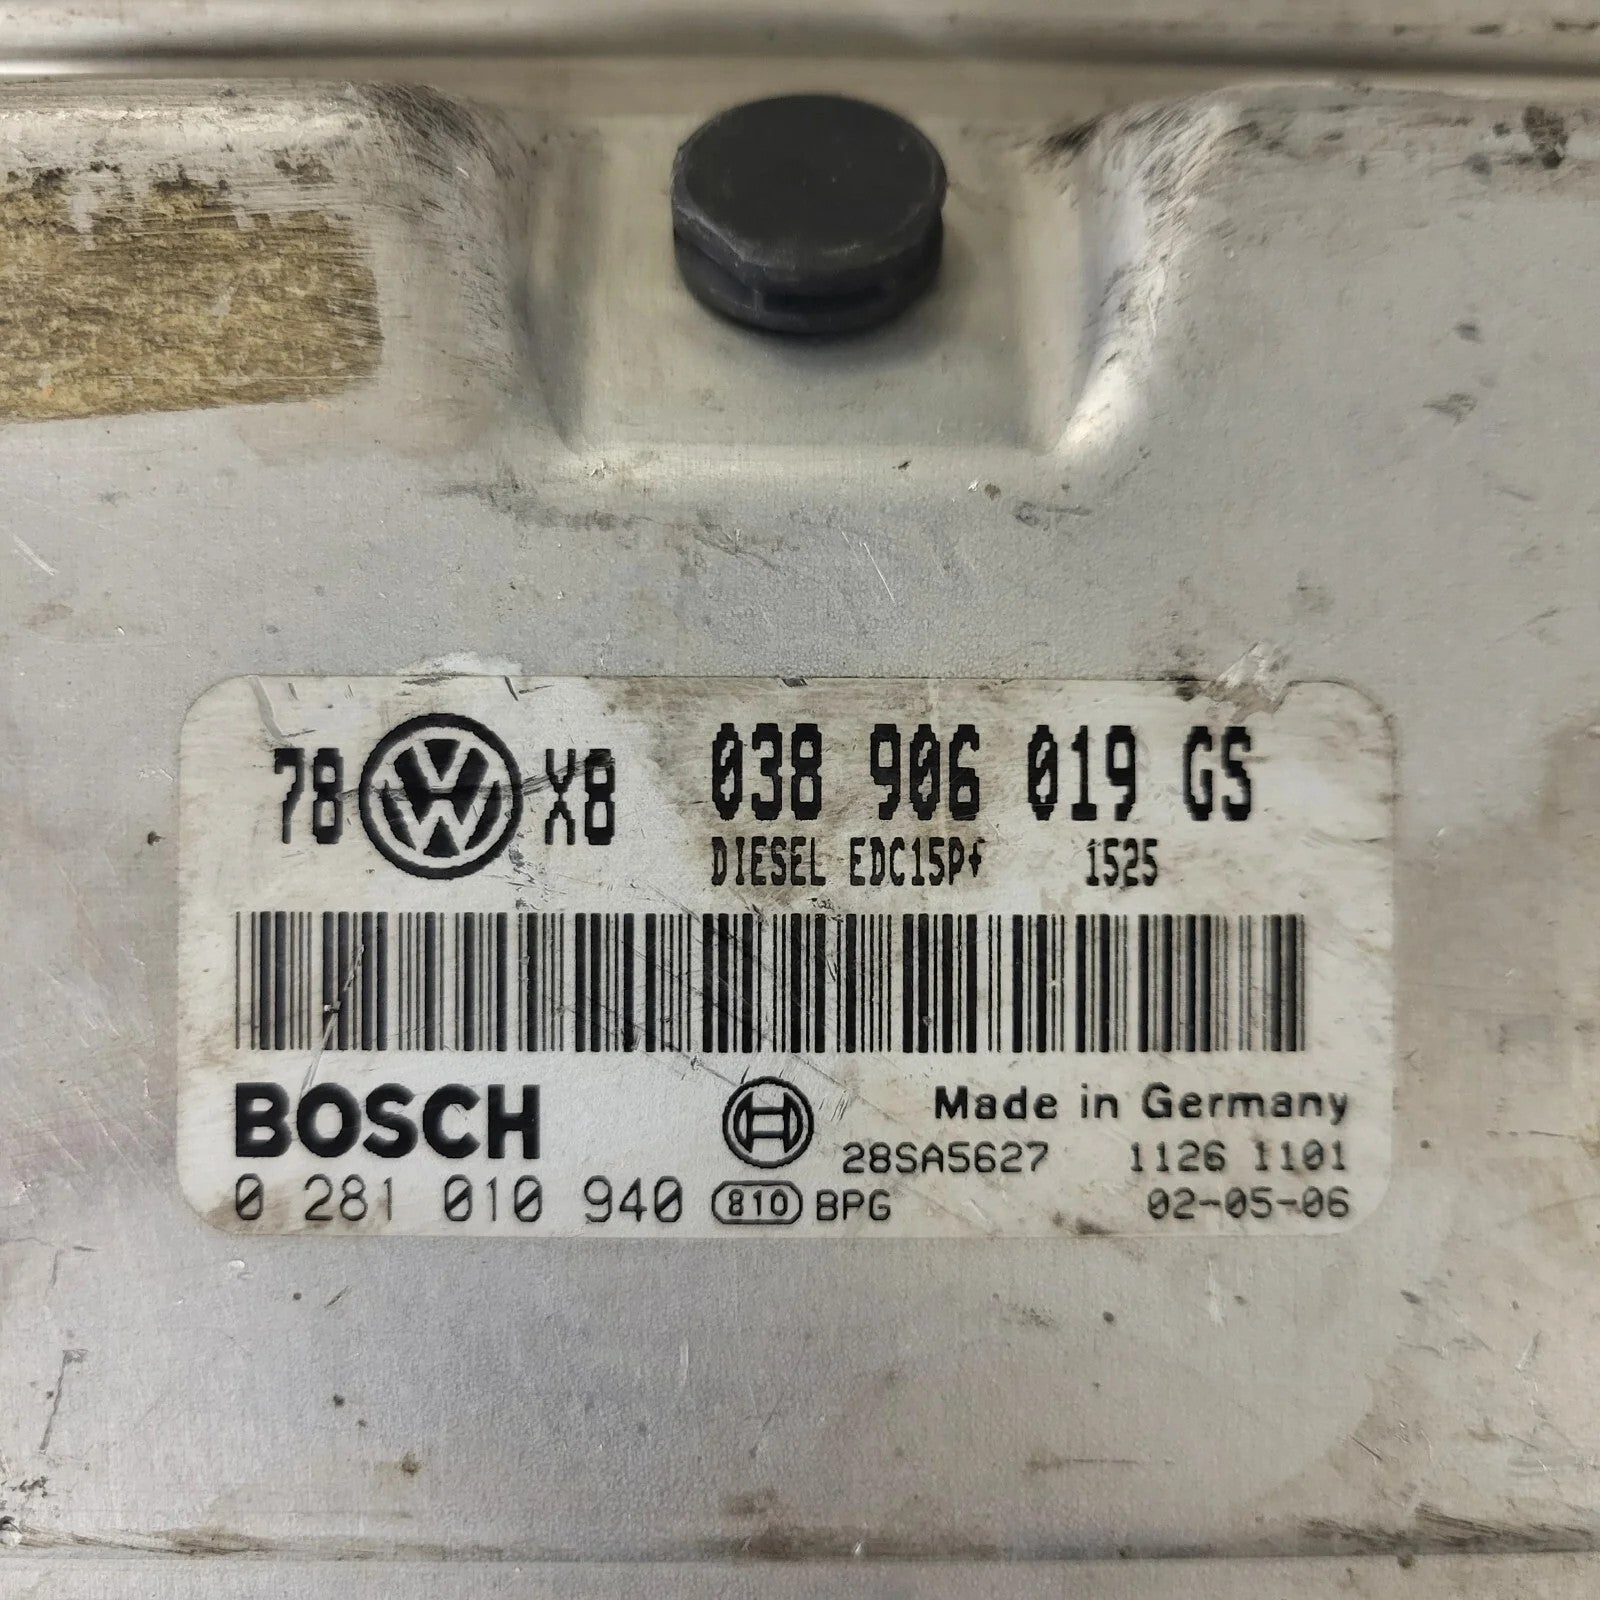 78 VW X8 038 906 019 GS
DIESEL EDC15P+ 1525
BOSCH
Made in Germany
28SA5627 1126 1101
0 281 010 940 810 BPG 02-05-06